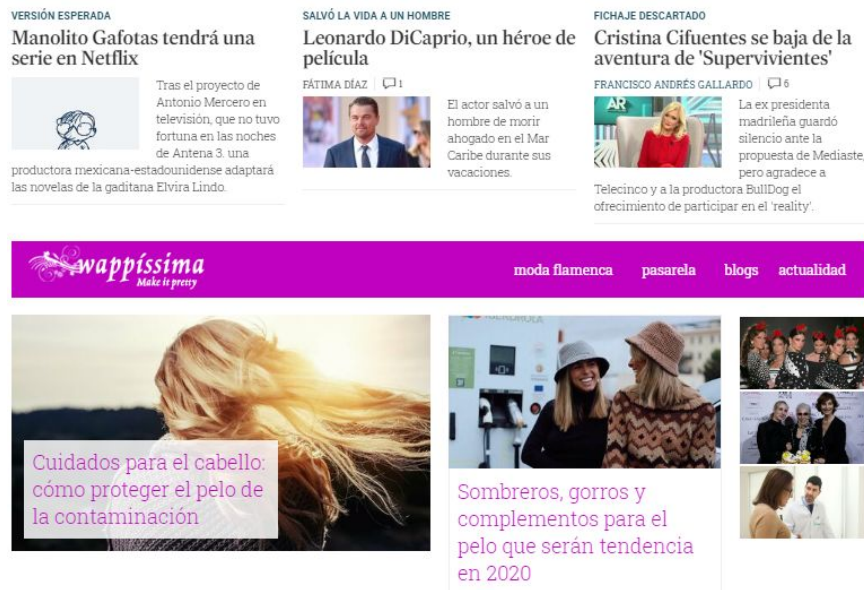 VERSIÓN ESPERADA
Manolito Gafotas tendrá una
serie en Netflix
Tras el proyecto de
Antonio Mercero en
televisión, que no tuvo
fortuna en las noches
de Antena 3. una
productora mexicana-estadounidense adaptará
las novelas de la gaditana Elvira Lindo.
SALVÓ LA VIDA A UN HOMBRE
Leonardo DiCaprio, un héroe de
película
FÁTIMA DÍAZ 1
El actor salvó a un
hombre de morir
ahogado en el Mar
Caribe durante sus
vacaciones.
FICHAJE DESCARTADO
Cristina Cifuentes se baja de la
aventura de 'Supervivientes'
FRANCISCO ANDRÉS GALLARDO 6
AR
La ex presidenta
madrileña guardó
silencio ante la
propuesta de Mediaste,
pero agradece a
Telecinco y a la productora BullDog el
ofrecimiento de participar en el 'reality'.
wappíssima
Make it pretty
moda flamenca pasarela blogs actualidad
Cuidados para el cabello:
cómo proteger el pelo de
la contaminación
IBERDROLA
Sombreros, gorros y
complementos para el
pelo que serán tendencia
en 2020